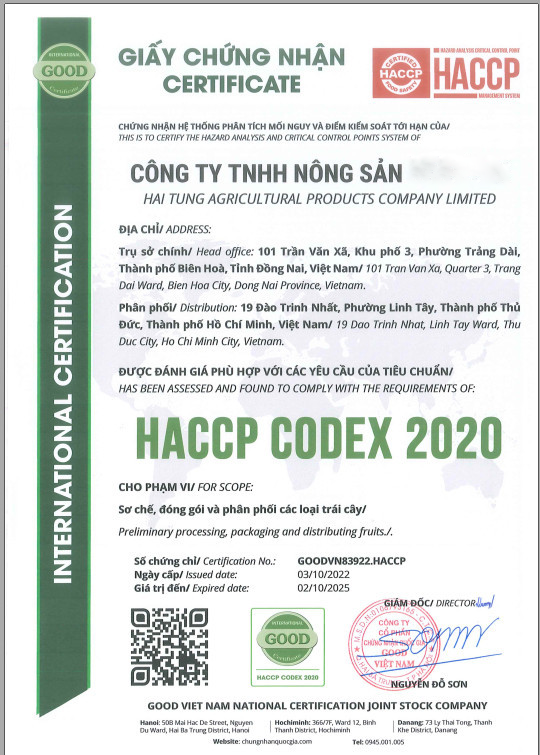 INTERNATIONAL
GOOD
Certificate
INTERNATIONAL CERTIFICATION
GIẤY CHỨNG NHẬN
CERTIFICATE
CERTIFIED
HACCP
FOOD SAFETY
HAZARD ANALYSIS CRITICAL CONTROL POINT
HACCP
MANAGEMENT SYSTEM
CHỨNG NHẬN HỆ THỐNG PHÂN TÍCH MỐI NGUY VÀ ĐIỂM KIỂM SOÁT TỚI HẠN CỦA/
THIS IS TO CERTIFY THE HAZARD ANALYSIS AND CRITICAL CONTROL POINTS SYSTEM OF
CÔNG TY TNHH NÔNG SẢN
HAI TUNG AGRICULTURAL PRODUCTS COMPANY LIMITED
ĐỊA CHỈ/ ADDRESS:
Trụ sở chính/ Head office: 101 Trần Văn Xã, Khu phố 3, Phường Trảng Dài,
Thành phố Biên Hoà, Tỉnh Đồng Nai, Việt Nam/ 101 Tran Van Xa, Quarter 3, Trang
Dai Ward, Bien Hoa City, Dong Nai Province, Vietnam.
Phân phối/ Distribution: 19 Đào Trinh Nhất, Phường Linh Tây, Thành phố Thủ
Đức, Thành phố Hồ Chí Minh, Việt Nam/ 19 Dao Trinh Nhat, Linh Tay Ward, Thu
Duc City, Ho Chi Minh City, Vietnam.
ĐƯỢC ĐÁNH GIÁ PHÙ HỢP VỚI CÁC YÊU CẦU CỦA TIÊU CHUẨN/
HAS BEEN ASSESSED AND FOUND TO COMPLY WITH THE REQUIREMENTS OF:
HACCP CODEX 2020
CHO PHẠM VI/ FOR SCOPE:
Sơ chế, đóng gói và phân phối các loại trái cây/
Preliminary processing, packaging and distributing fruits./.
Số chứng chỉ/ Certification No.: GOODVN83922.HACCP
Ngày cấp/ Issued date: 03/10/2022
Giá trị đến/ Expired date: 02/10/2025
GIÁM ĐỐC/ DIRECTOR
INTERNATIONAL
GOOD
Certificate
HACCP CODEX 2020
CÔNG TY
CỔ PHẦN
CHỨNG NHẬN QUỐC GIA
GOOD
VIỆT NAM
NGUYỄN ĐỖ SƠN
GOOD VIET NAM NATIONAL CERTIFICATION JOINT STOCK COMPANY
Hanoi: 50B Mai Hac De Street, Nguyen
Du Ward, Hai Ba Trung District, Hanoi
Hochiminh: 366/7F, Ward 12, Binh
Thanh District, Hochiminh
Danang: 73 Ly Thai Tong, Thanh
Khe District, Danang
Website: chungnhanquocgia.com
Tel: 0945.001.005